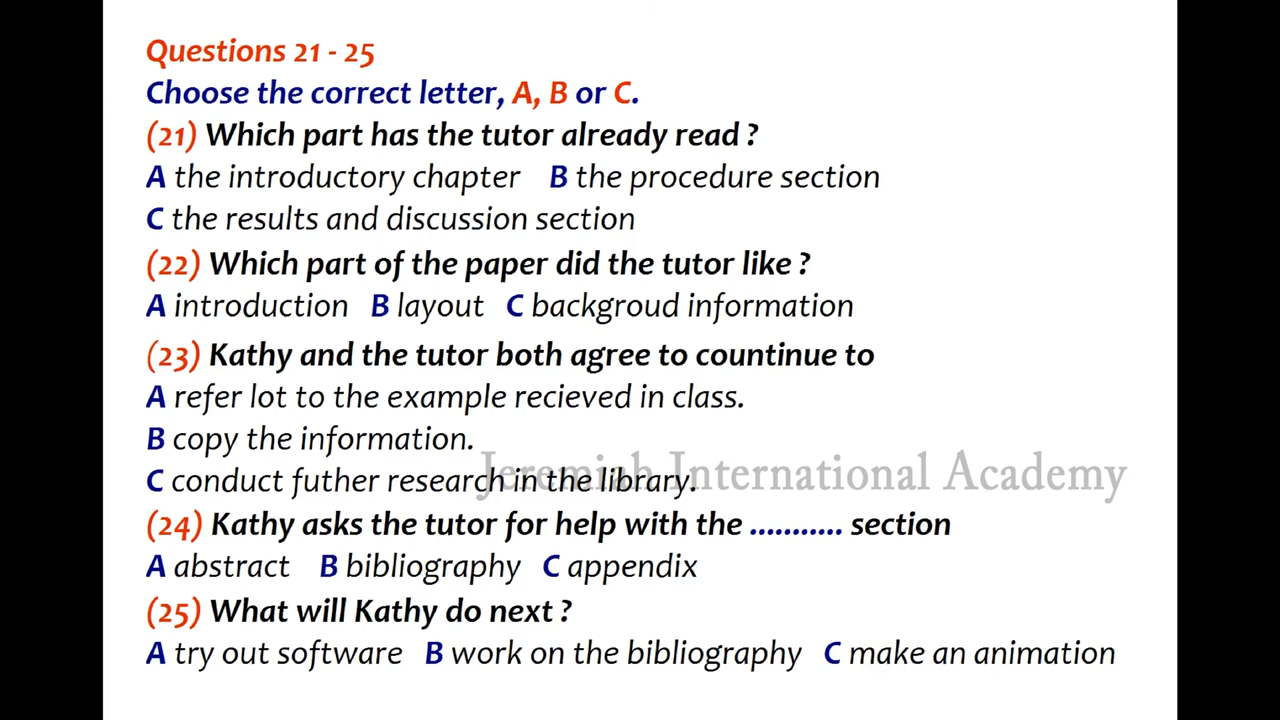 Questions 21 - 25
Choose the correct letter, A, B or C.
(21) Which part has the tutor already read ?
A the introductory chapter B the procedure section
C the results and discussion section
(22) Which part of the paper did the tutor like ?
A introduction B layout C backgroud information
(23) Kathy and the tutor both agree to countinue to
A refer lot to the example recieved in class.
B copy the information.
Jeremiah International Academy
C conduct futher research in the library.
(24) Kathy asks the tutor for help with the ........... section
A abstract B bibliography C appendix
(25) What will Kathy do next ?
A try out software B work on the bibliography C make an animation